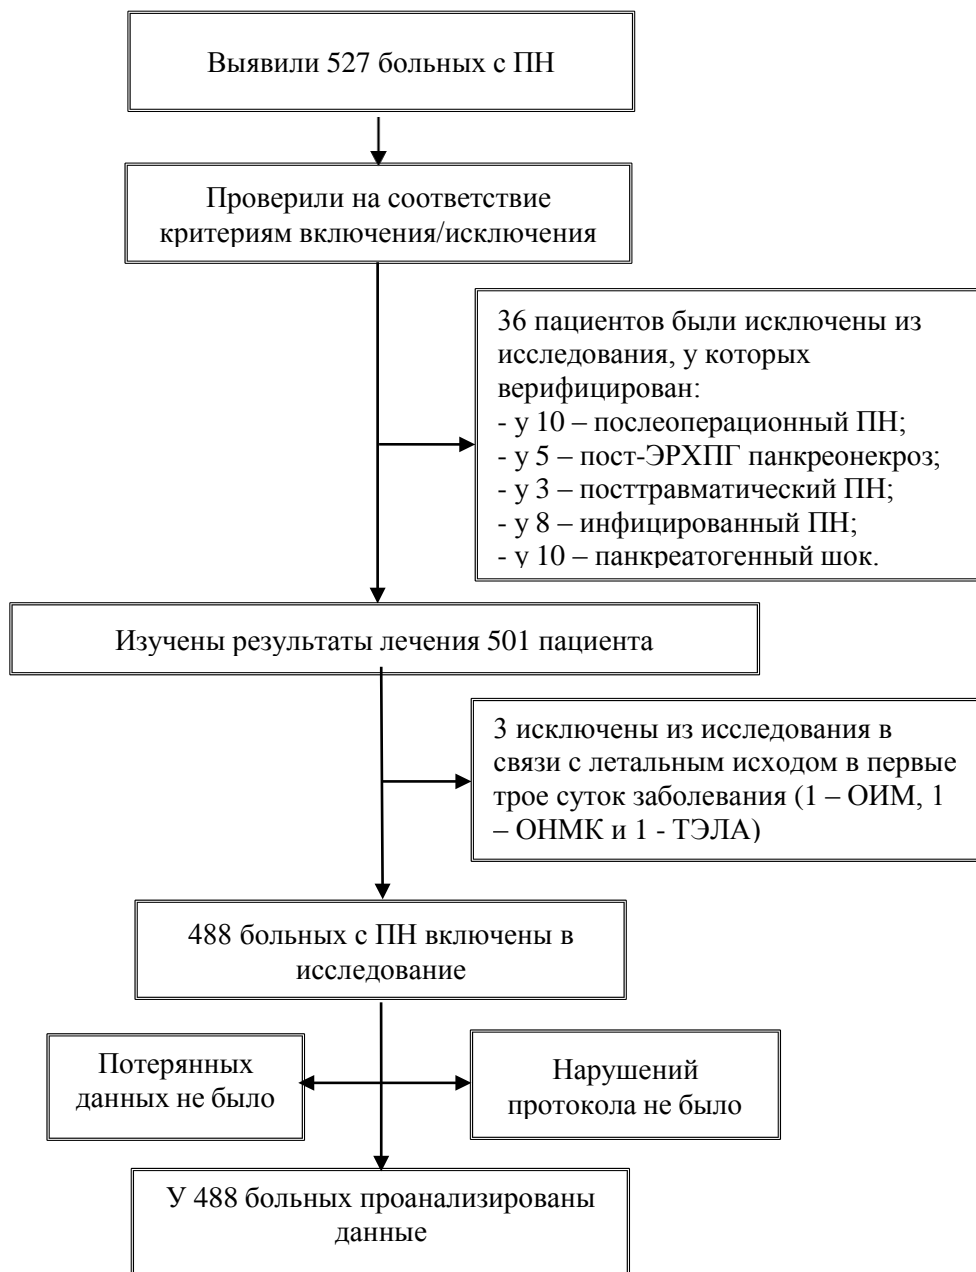 Выявили 527 больных с ПН
Проверили на соответствие
критериям включения/исключения
36 пациентов были исключены из
исследования, у которых
верифицирован:
- у 10 – послеоперационный ПН;
- у 5 – пост-ЭРХПГ панкреонекроз;
- у 3 – посттравматический ПН;
- у 8 – инфицированный ПН;
- у 10 – панкреатогенный шок.
Изучены результаты лечения 501 пациента
3 исключены из исследования в
связи с летальным исходом в первые
трое суток заболевания (1 – ОИМ, 1
– ОНМК и 1 - ТЭЛА)
488 больных с ПН включены в
исследование
Потерянных
данных не было
Нарушений
протокола не было
У 488 больных проанализированы
данные